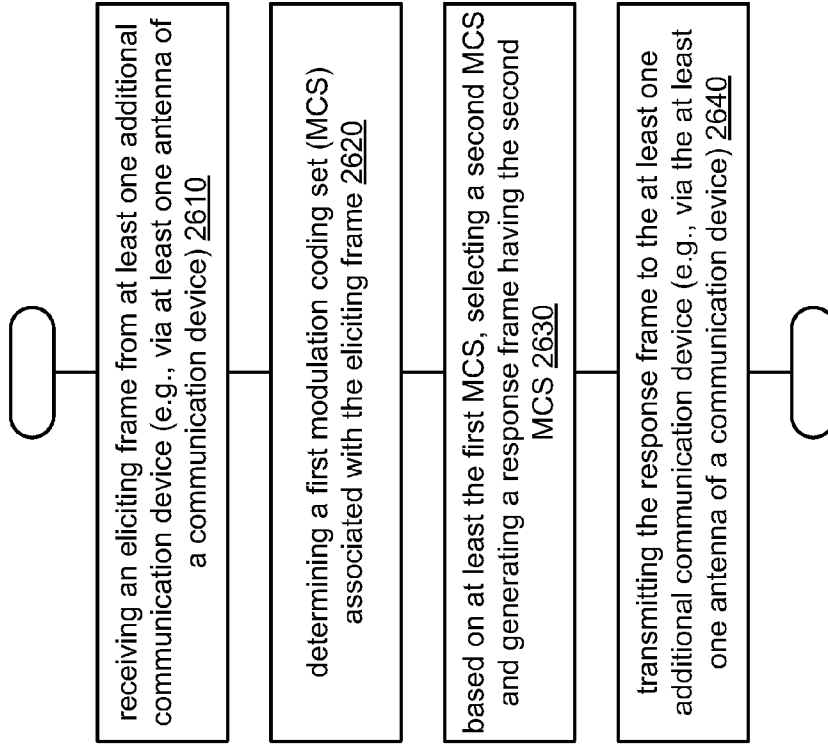 receiving an eliciting frame from at least one additional
communication device (e.g., via at least one antenna of
a communication device) 2610
determining a first modulation coding set (MCS)
associated with the eliciting frame 2620
based on at least the first MCS, selecting a second MCS
and generating a response frame having the second
MCS 2630
transmitting the response frame to the at least one
additional communication device (e.g., via the at least
one antenna of a communication device) 2640